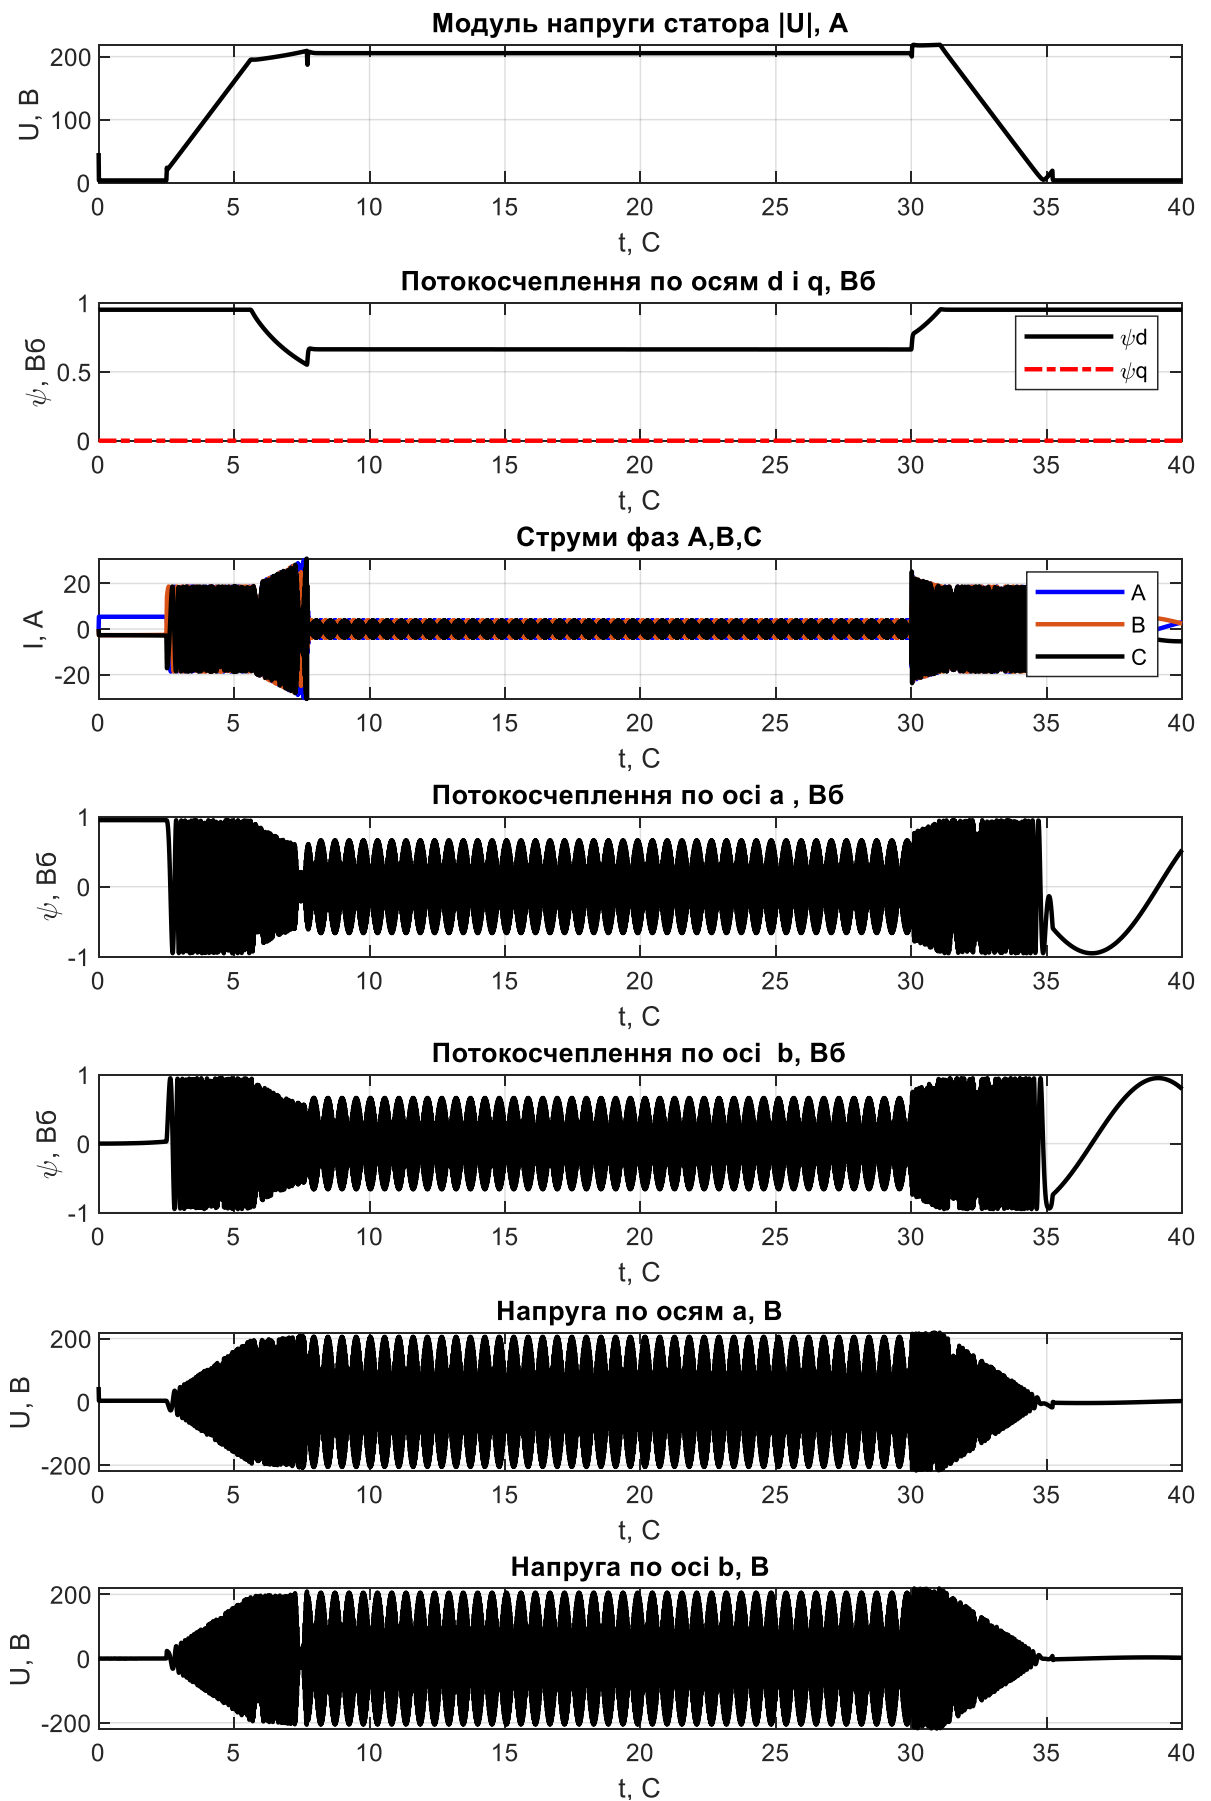 Модуль напруги статора |U|, А
200
100
0
U, В
0 5 10 15 20 25 30 35 40
t, С
Потокосчеплення по осям d i q, Вб
1
0.5
0
ψ, Вб
ψd
ψq
0 5 10 15 20 25 30 35 40
t, С
Струми фаз А,В,С
20
0
-20
I, А
A
B
C
0 5 10 15 20 25 30 35 40
t, С
Потокосчеплення по осі а , Вб
1
0
-1
ψ, Вб
0 5 10 15 20 25 30 35 40
t, С
Потокосчеплення по осі  b, Вб
1
0
-1
ψ, Вб
0 5 10 15 20 25 30 35 40
t, С
Напруга по осям а, В
200
0
-200
U, В
0 5 10 15 20 25 30 35 40
t, С
Напруга по осі b, В
200
0
-200
U, В
0 5 10 15 20 25 30 35 40
t, С